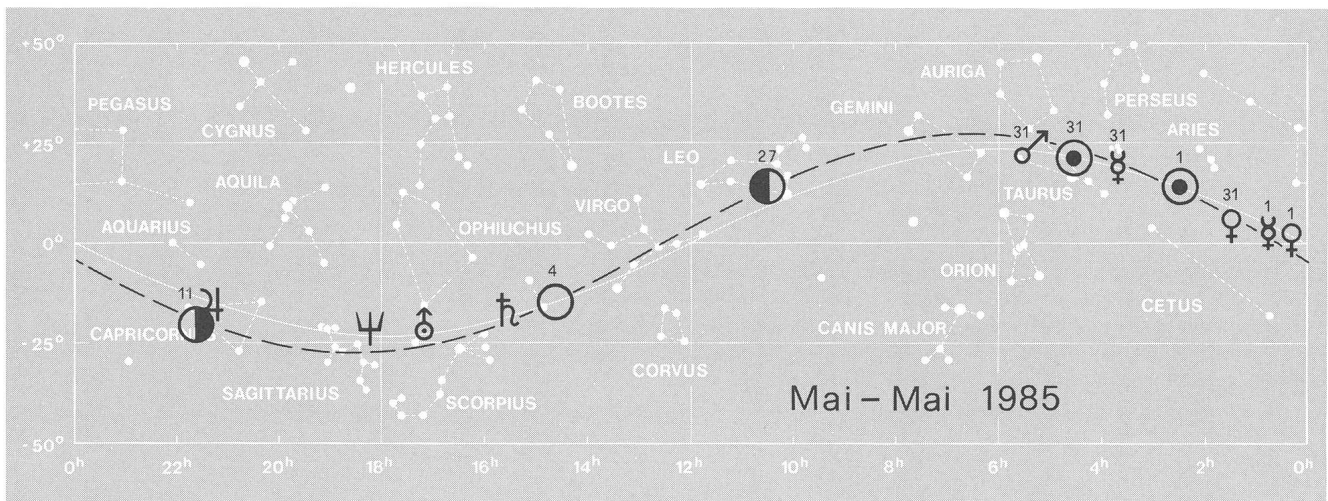 +50°
HERCULES
AURIGA
PEGASUS
BOOTES
GEMINI
PERSEUS
CYGNUS
31 31 31
ARIES
+25°
LEO 27
1
AQUILA
TAURUS
VIRGO
31 1 1
AQUARIUS
OPHIUCHUS
0°
4
ORION
11
CETUS
CAPRICORNUS
CANIS MAJOR
-25°
CORVUS
SAGITTARIUS
SCORPIUS
Mai – Mai 1985
-50°
0h 22h 20h 18h 16h 14h 12h 10h 8h 6h 4h 2h 0h